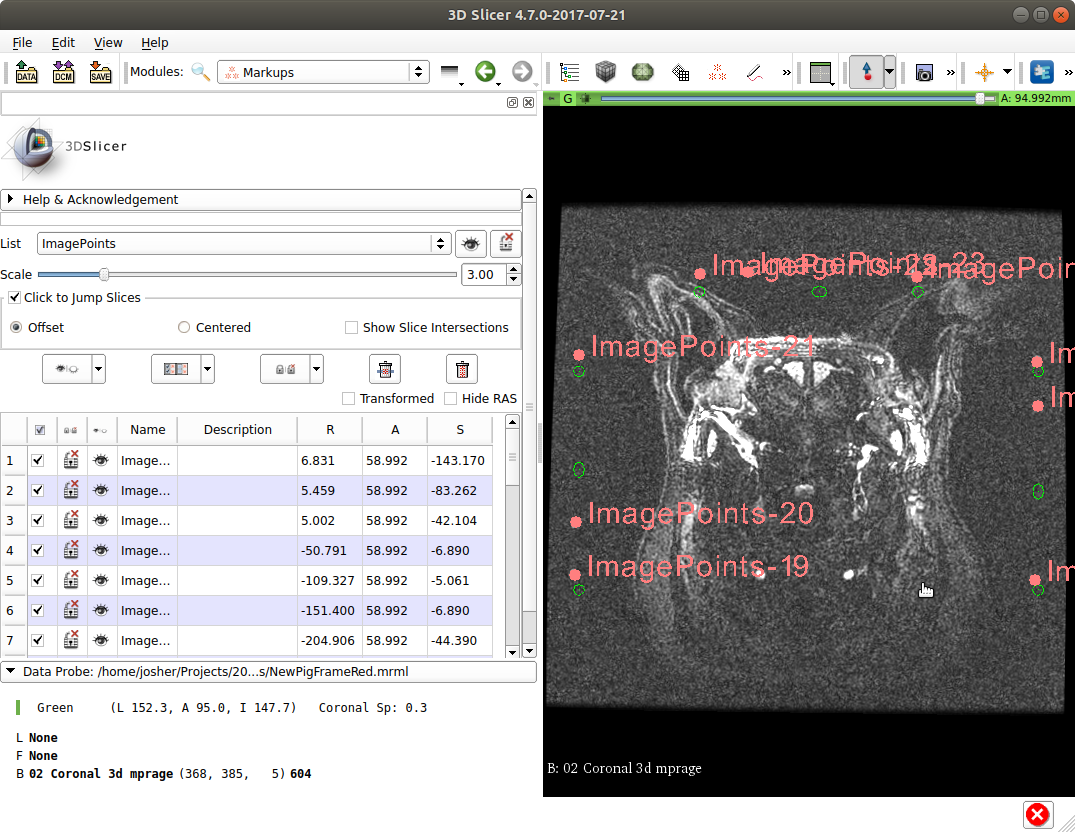 3D Slicer 4.7.0-2017-07-21
File Edit View Help
DATA DCM SAVE Modules: Markups
G A: 94.992mm
3DSlicer
Help & Acknowledgement
List ImagePoints
Scale 3.00
Click to Jump Slices
Offset Centered Show Slice Intersections
Transformed Hide RAS
Name Description R A S
1 Image... 6.831 58.992 -143.170
2 Image... 5.459 58.992 -83.262
3 Image... 5.002 58.992 -42.104
4 Image... -50.791 58.992 -6.890
5 Image... -109.327 58.992 -5.061
6 Image... -151.400 58.992 -6.890
7 Image... -204.906 58.992 -44.390
Data Probe: /home/josher/Projects/20...s/NewPigFrameRed.mrml
Green (L 152.3, A 95.0, I 147.7) Coronal Sp: 0.3
L None
F None
B 02 Coronal 3d mprage (368, 385, 5) 604
ImagePoints-23
ImagePoin
ImagePoints-21
Im
Im
ImagePoints-20
ImagePoints-19
Im
B: 02 Coronal 3d mprage